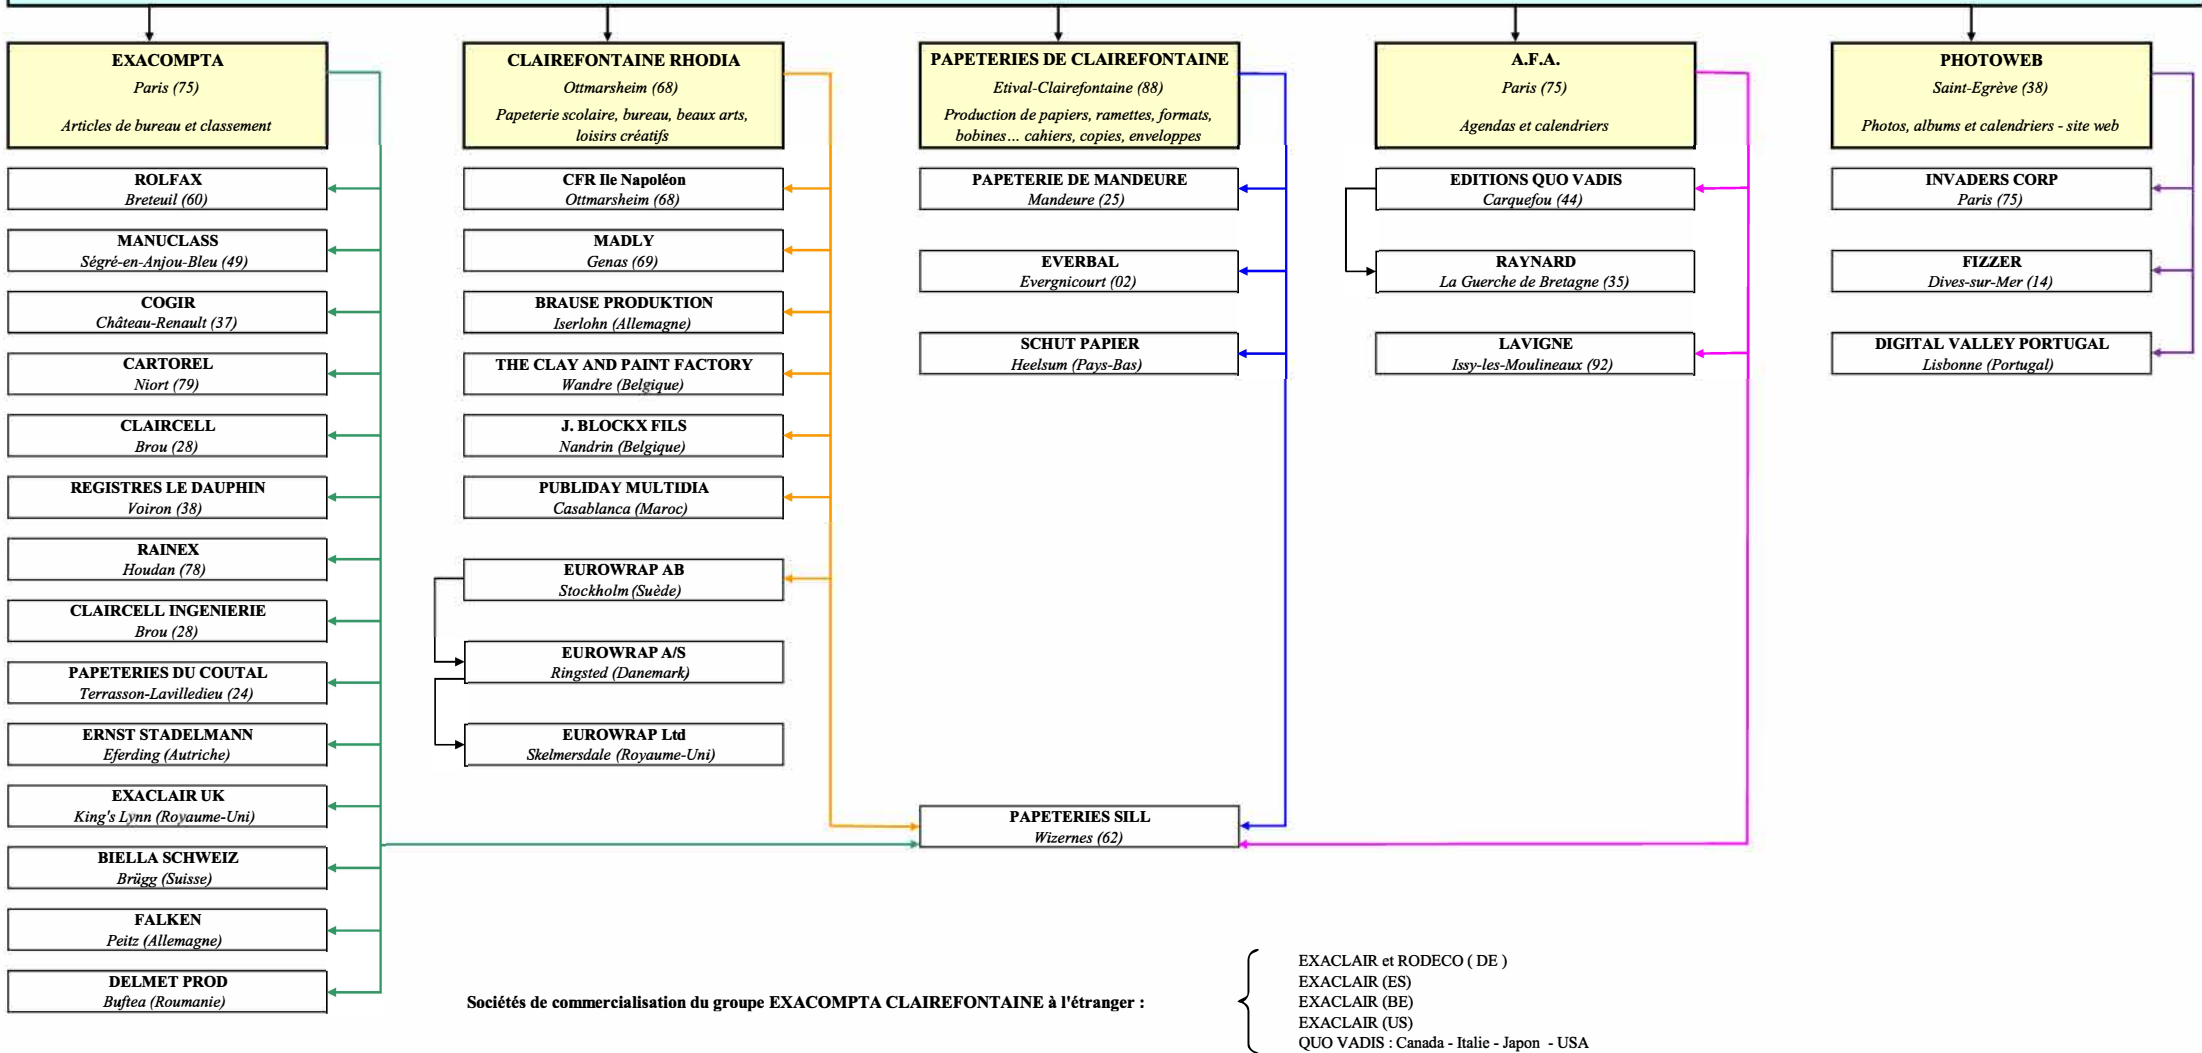 EXACOMPTA
Paris (75)
Articles de bureau et classement
ROLFAX
Breteuil (60)
MANUCLASS
Ségré-en-Anjou-Bleu (49)
COGIR
Château-Renault (37)
CARTOREL
Niort (79)
CLAIRCELL
Brou (28)
REGISTRES LE DAUPHIN
Voiron (38)
RAINEX
Houdan (78)
CLAIRCELL INGENIERIE
Brou (28)
PAPETERIES DU COUTAL
Terrasson-Lavilledieu (24)
ERNST STADELMANN
Eferding (Autriche)
EXACLAIR UK
King's Lynn (Royaume-Uni)
BIELLA SCHWEIZ
Brügg (Suisse)
FALKEN
Peitz (Allemagne)
DELMET PROD
Buftea (Roumanie)
CLAIREFONTAINE RHODIA
Ottmarsheim (68)
Papeterie scolaire, bureau, beaux arts,
loisirs créatifs
CFR Ile Napoléon
Ottmarsheim (68)
MADLY
Genas (69)
BRAUSE PRODUKTION
Iserlohn (Allemagne)
THE CLAY AND PAINT FACTORY
Wandre (Belgique)
J. BLOCKX FILS
Nandrin (Belgique)
PUBLIDAY MULTIDIA
Casablanca (Maroc)
EUROWRAP AB
Stockholm (Suède)
EUROWRAP A/S
Ringsted (Danemark)
EUROWRAP Ltd
Skelmersdale (Royaume-Uni)
PAPETERIES DE CLAIREFONTAINE
Etival-Clairefontaine (88)
Production de papiers, ramettes, formats,
bobines... cahiers, copies, enveloppes
PAPETERIE DE MANDEURE
Mandeure (25)
EVERBAL
Evergnicourt (02)
SCHUT PAPIER
Heelsum (Pays-Bas)
PAPETERIES SILL
Wizernes (62)
A.F.A.
Paris (75)
Agendas et calendriers
EDITIONS QUO VADIS
Carquefou (44)
RAYNARD
La Guerche de Bretagne (35)
LAVIGNE
Issy-les-Moulineaux (92)
PHOTOWEB
Saint-Egrève (38)
Photos, albums et calendriers - site web
INVADERS CORP
Paris (75)
FIZZER
Dives-sur-Mer (14)
DIGITAL VALLEY PORTUGAL
Lisbonne (Portugal)
Sociétés de commercialisation du groupe EXACOMPTA CLAIREFONTAINE à l'étranger :
EXACLAIR et RODECO ( DE )
EXACLAIR (ES)
EXACLAIR (BE)
EXACLAIR (US)
QUO VADIS : Canada - Italie - Japon - USA